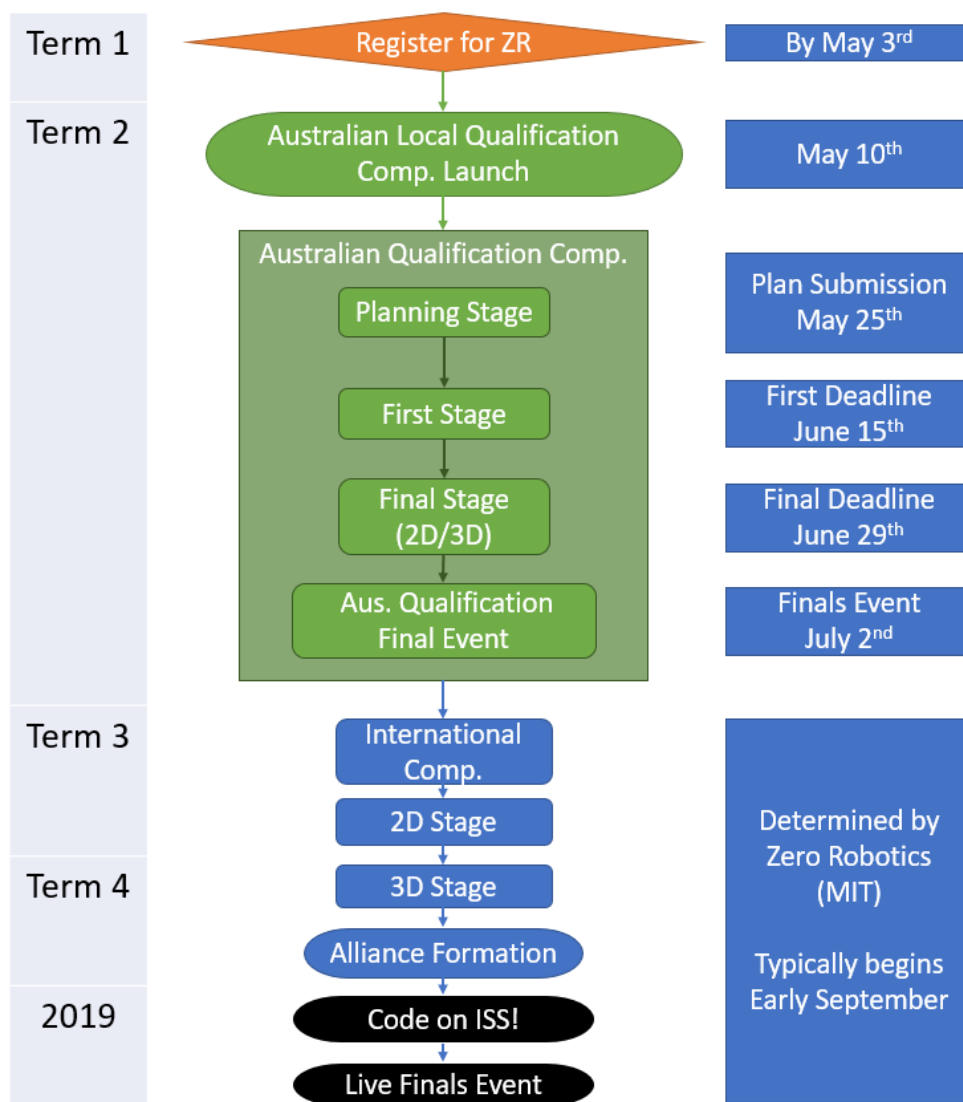 Term 1
Register for ZR
By May 3rd
Term 2
Australian Local Qualification
Comp. Launch
May 10th
Australian Qualification Comp.
Planning Stage
Plan Submission
May 25th
First Stage
First Deadline
June 15th
Final Stage
(2D/3D)
Final Deadline
June 29th
Aus. Qualification
Final Event
Finals Event
July 2nd
Term 3
International
Comp.
2D Stage
Term 4
3D Stage
Alliance Formation
2019
Code on ISS!
Live Finals Event
Determined by
Zero Robotics
(MIT)
Typically begins
Early September